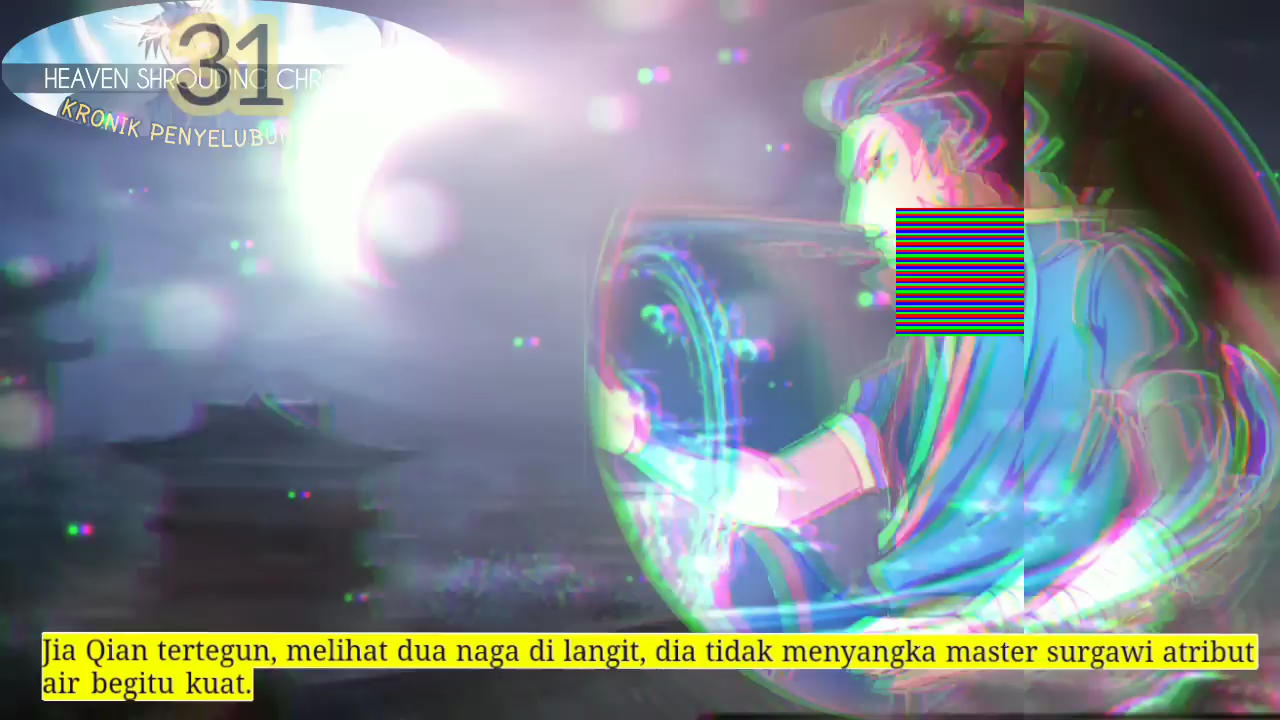 31
HEAVEN SHROUDING CHR
KRONIK PENYELUBU
Jia Qian tertegun, melihat dua naga di langit, dia tidak menyangka master surgawi atribut
air begitu kuat.